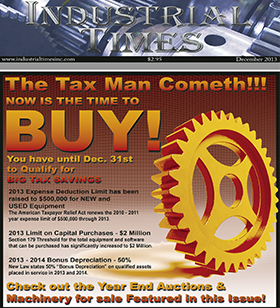 INDUSTRIAL
TIMES
www.industrialtimesinc.com $2.95 December 2013
The Tax Man Cometh!!!
NOW IS THE TIME TO
BUY!
You have until Dec. 31st
to Qualify for
BIG TAX SAVINGS
2013 Expense Deduction Limit has been
raised to $500,000 for NEW and
USED Equipment
The American Taxpayer Relief Act renews the 2010 - 2011
year expense limit of $500,000 through 2013.
2013 Limit on Capital Purchases - $2 Million
Section 179 Threshold for the total equipment and software
that can be purchased has significantly increased to $2 Million.
2013 - 2014 Bonus Depreciation - 50%
New Law states 50% "Bonus Depreciation" on qualified assets
placed in service in 2013 and 2014.
Check out the Year End Auctions &
Machinery for sale Featured in this Issue!